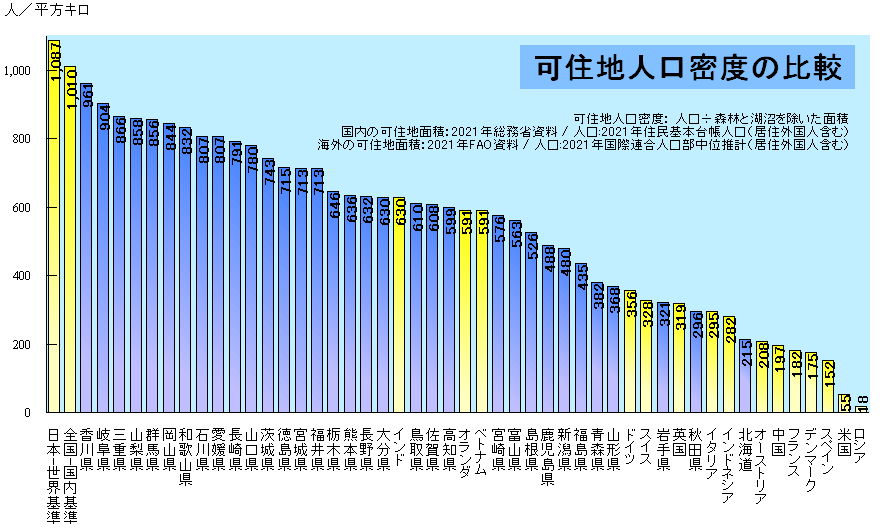 人／平方キロ
可住地人口密度の比較
可住地人口密度: 人口÷森林と湖沼を除いた面積
国内の可住地面積:2021年総務省資料 / 人口:2021年住民基本台帳人口(居住外国人含む)
海外の可住地面積:2021年FAO資料 / 人口:2021年国際連合人口部中位推計(居住外国人含む)
1,000
800
600
400
200
0
1,087
1,010
961
904
866
858
856
844
832
807
807
791
780
743
715
713
713
646
636
632
630
630
610
608
599
591
591
576
563
526
488
480
435
382
368
356
328
321
319
296
295
282
215
208
197
182
175
152
55
18
日本-世界基準
全国-国内基準
香川県
岐阜県
三重県
山梨県
群馬県
岡山県
和歌山県
石川県
愛媛県
長崎県
山口県
茨城県
徳島県
宮城県
福井県
栃木県
熊本県
長野県
大分県
インド
鳥取県
佐賀県
高知県
オランダ
ベトナム
宮崎県
富山県
島根県
鹿児島県
新潟県
福島県
青森県
山形県
ドイツ
スイス
岩手県
英国
秋田県
イタリア
インドネシア
北海道
オーストリア
中国
フランス
デンマーク
スペイン
米国
ロシア